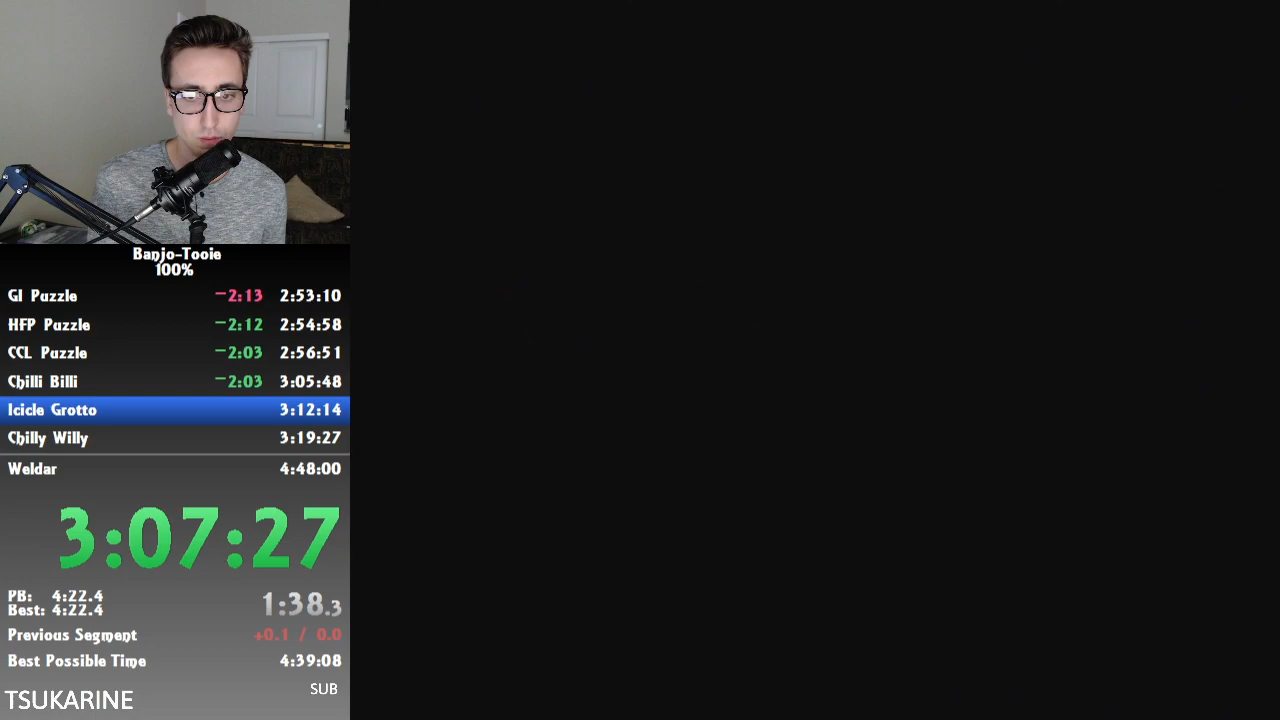 Banjo-Tooie
100%
GI Puzzle −2:13 2:53:10
HFP Puzzle −2:12 2:54:58
CCL Puzzle −2:03 2:56:51
Chilli Billi −2:03 3:05:48
Icicle Grotto 3:12:14
Chilly Willy 3:19:27
Weldar 4:48:00
3:07:27
PB: 4:22.4
Best: 4:22.4
1:38.3
Previous Segment +0.1 / 0.0
Best Possible Time 4:39:08
SUB
TSUKARINE